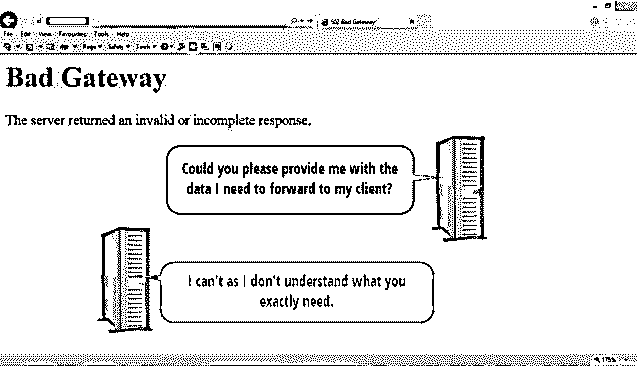 502 Bad Gateway
File Edit View Favourites Tools Help
Page Safety Tools
Bad Gateway
The server returned an invalid or incomplete response.
Could you please provide me with the
data I need to forward to my client?
I can't as I don't understand what you
exactly need.
175%